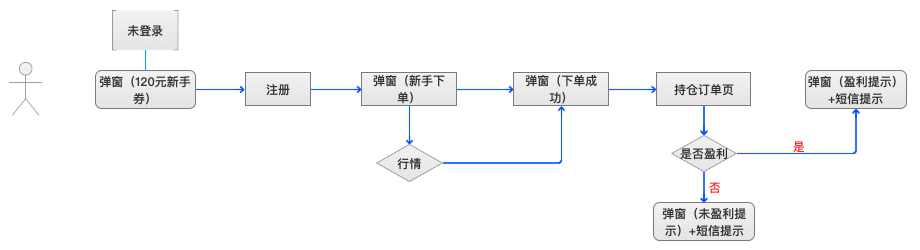 未登录
弹窗（120元新手
券）
注册
弹窗（新手下
单）
弹窗（下单成
功）
持仓订单页
弹窗（盈利提示）
+短信提示
行情
是否盈利
是
否
弹窗（未盈利提
示）+短信提示